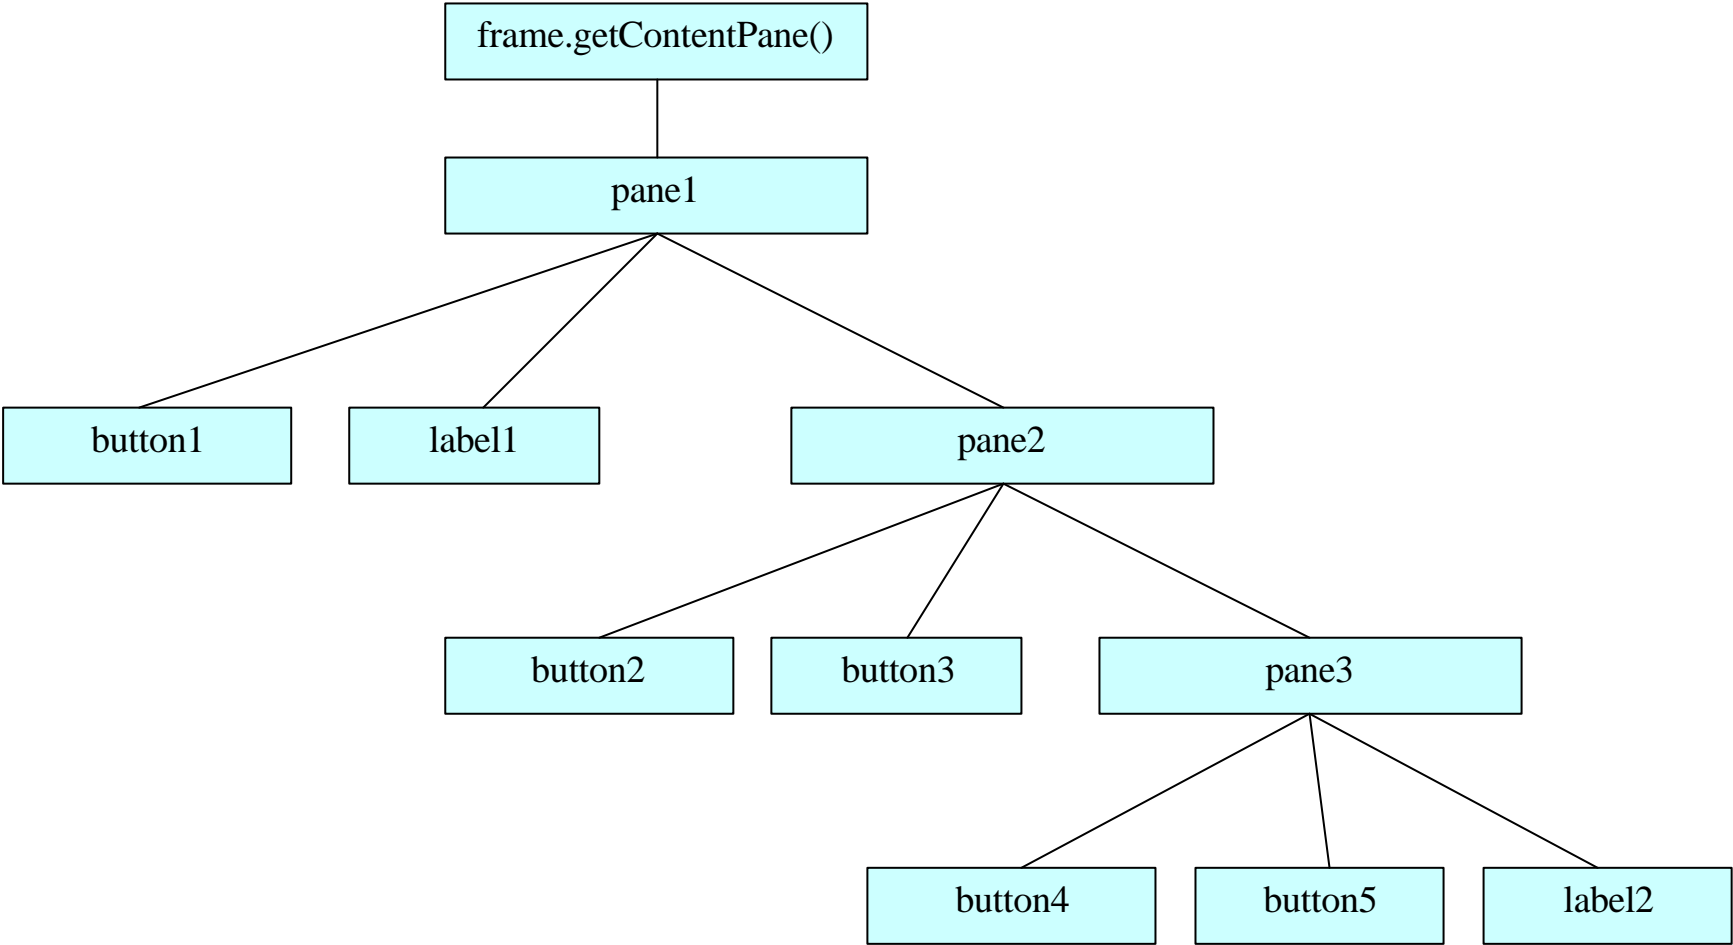 frame.getContentPane()
pane1
button1
label1
pane2
button2
button3
pane3
button4
button5
label2